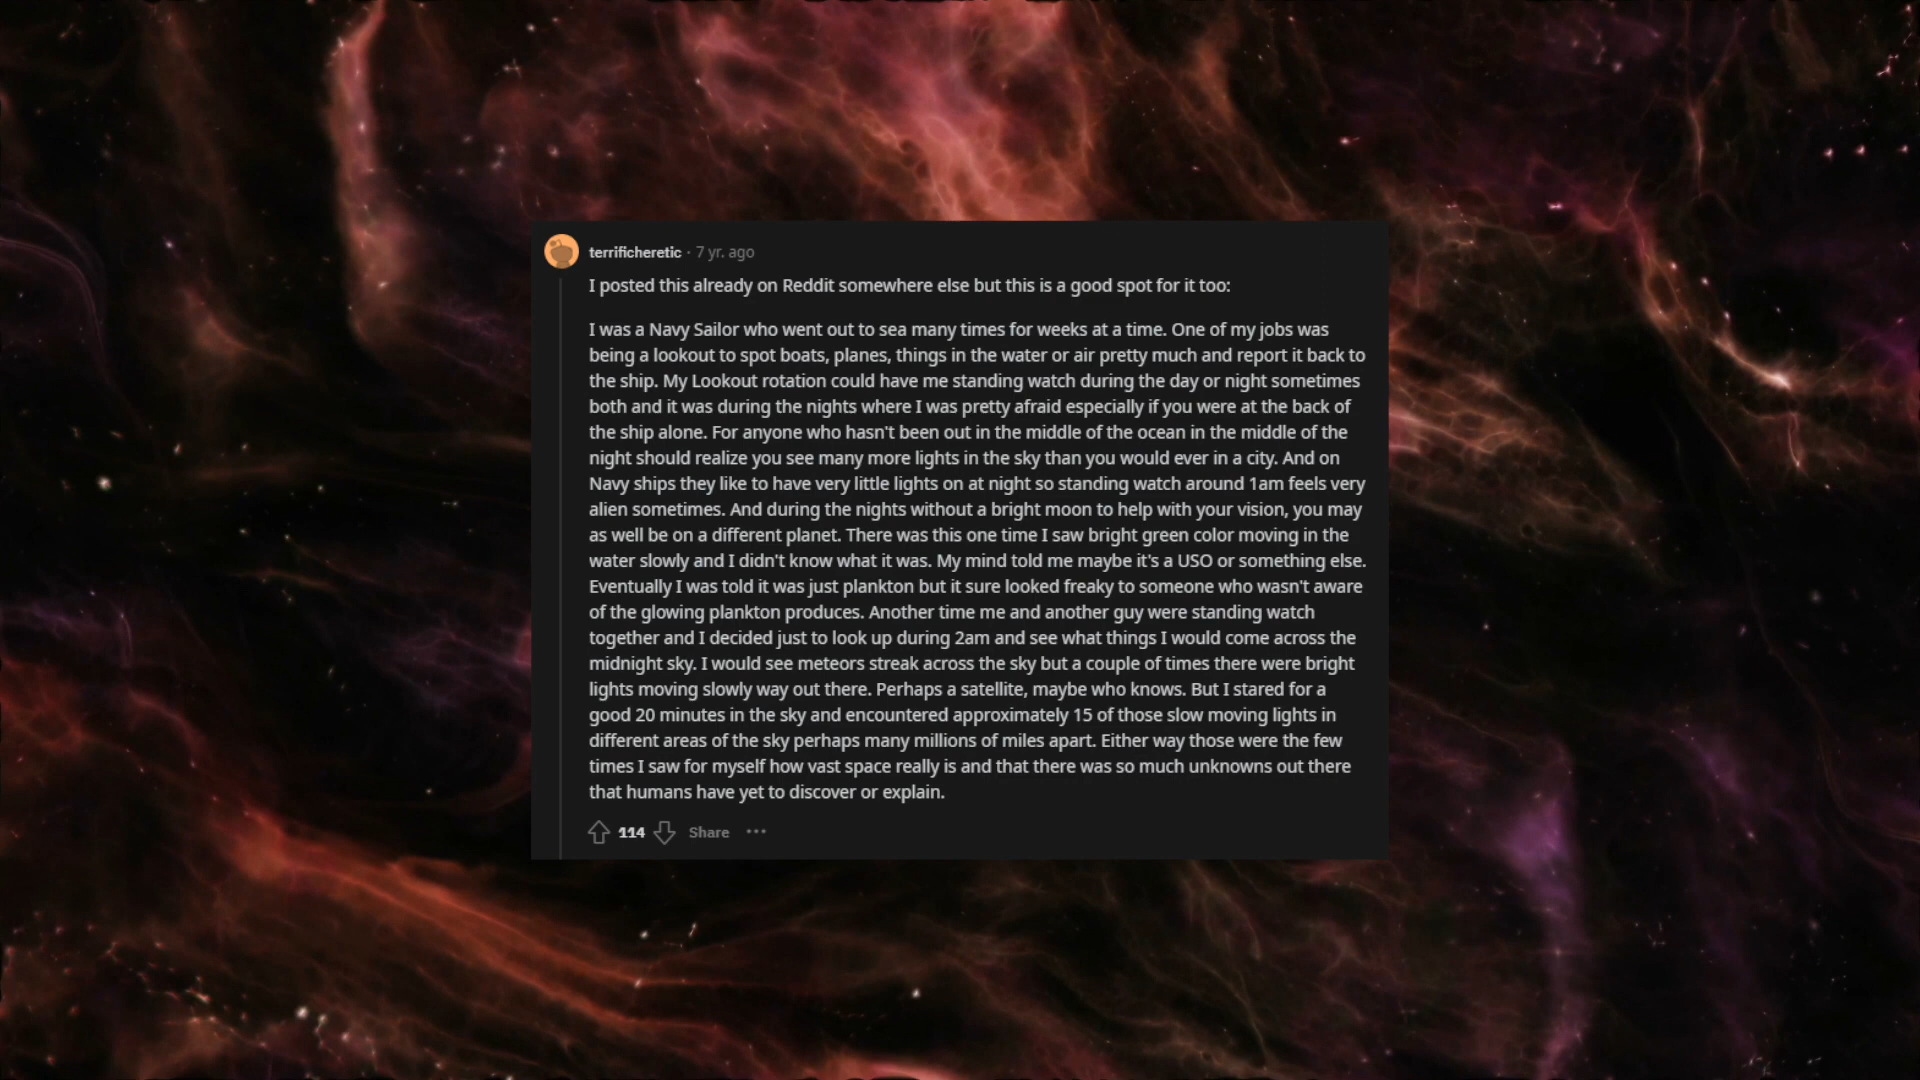 terrificheretic · 7 yr. ago
I posted this already on Reddit somewhere else but this is a good spot for it too:
I was a Navy Sailor who went out to sea many times for weeks at a time. One of my jobs was
being a lookout to spot boats, planes, things in the water or air pretty much and report it back to
the ship. My Lookout rotation could have me standing watch during the day or night sometimes
both and it was during the nights where I was pretty afraid especially if you were at the back of
the ship alone. For anyone who hasn't been out in the middle of the ocean in the middle of the
night should realize you see many more lights in the sky than you would ever in a city. And on
Navy ships they like to have very little lights on at night so standing watch around 1am feels very
alien sometimes. And during the nights without a bright moon to help with your vision, you may
as well be on a different planet. There was this one time I saw bright green color moving in the
water slowly and I didn't know what it was. My mind told me maybe it's a USO or something else.
Eventually I was told it was just plankton but it sure looked freaky to someone who wasn't aware
of the glowing plankton produces. Another time me and another guy were standing watch
together and I decided just to look up during 2am and see what things I would come across the
midnight sky. I would see meteors streak across the sky but a couple of times there were bright
lights moving slowly way out there. Perhaps a satellite, maybe who knows. But I stared for a
good 20 minutes in the sky and encountered approximately 15 of those slow moving lights in
different areas of the sky perhaps many millions of miles apart. Either way those were the few
times I saw for myself how vast space really is and that there was so much unknowns out there
that humans have yet to discover or explain.
114 Share ···